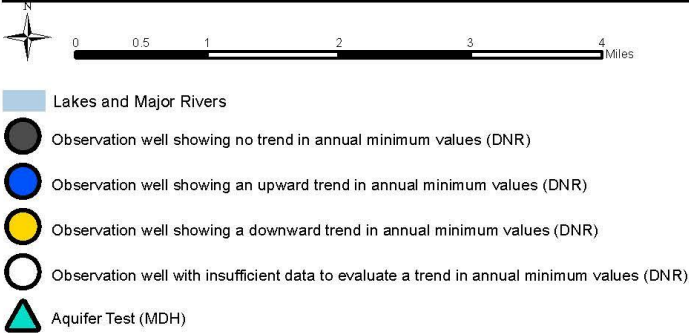 N
0 0.5 1 2 3 4
Miles
Lakes and Major Rivers
Observation well showing no trend in annual minimum values (DNR)
Observation well showing an upward trend in annual minimum values (DNR)
Observation well showing a downward trend in annual minimum values (DNR)
Observation well with insufficient data to evaluate a trend in annual minimum values (DNR)
Aquifer Test (MDH)